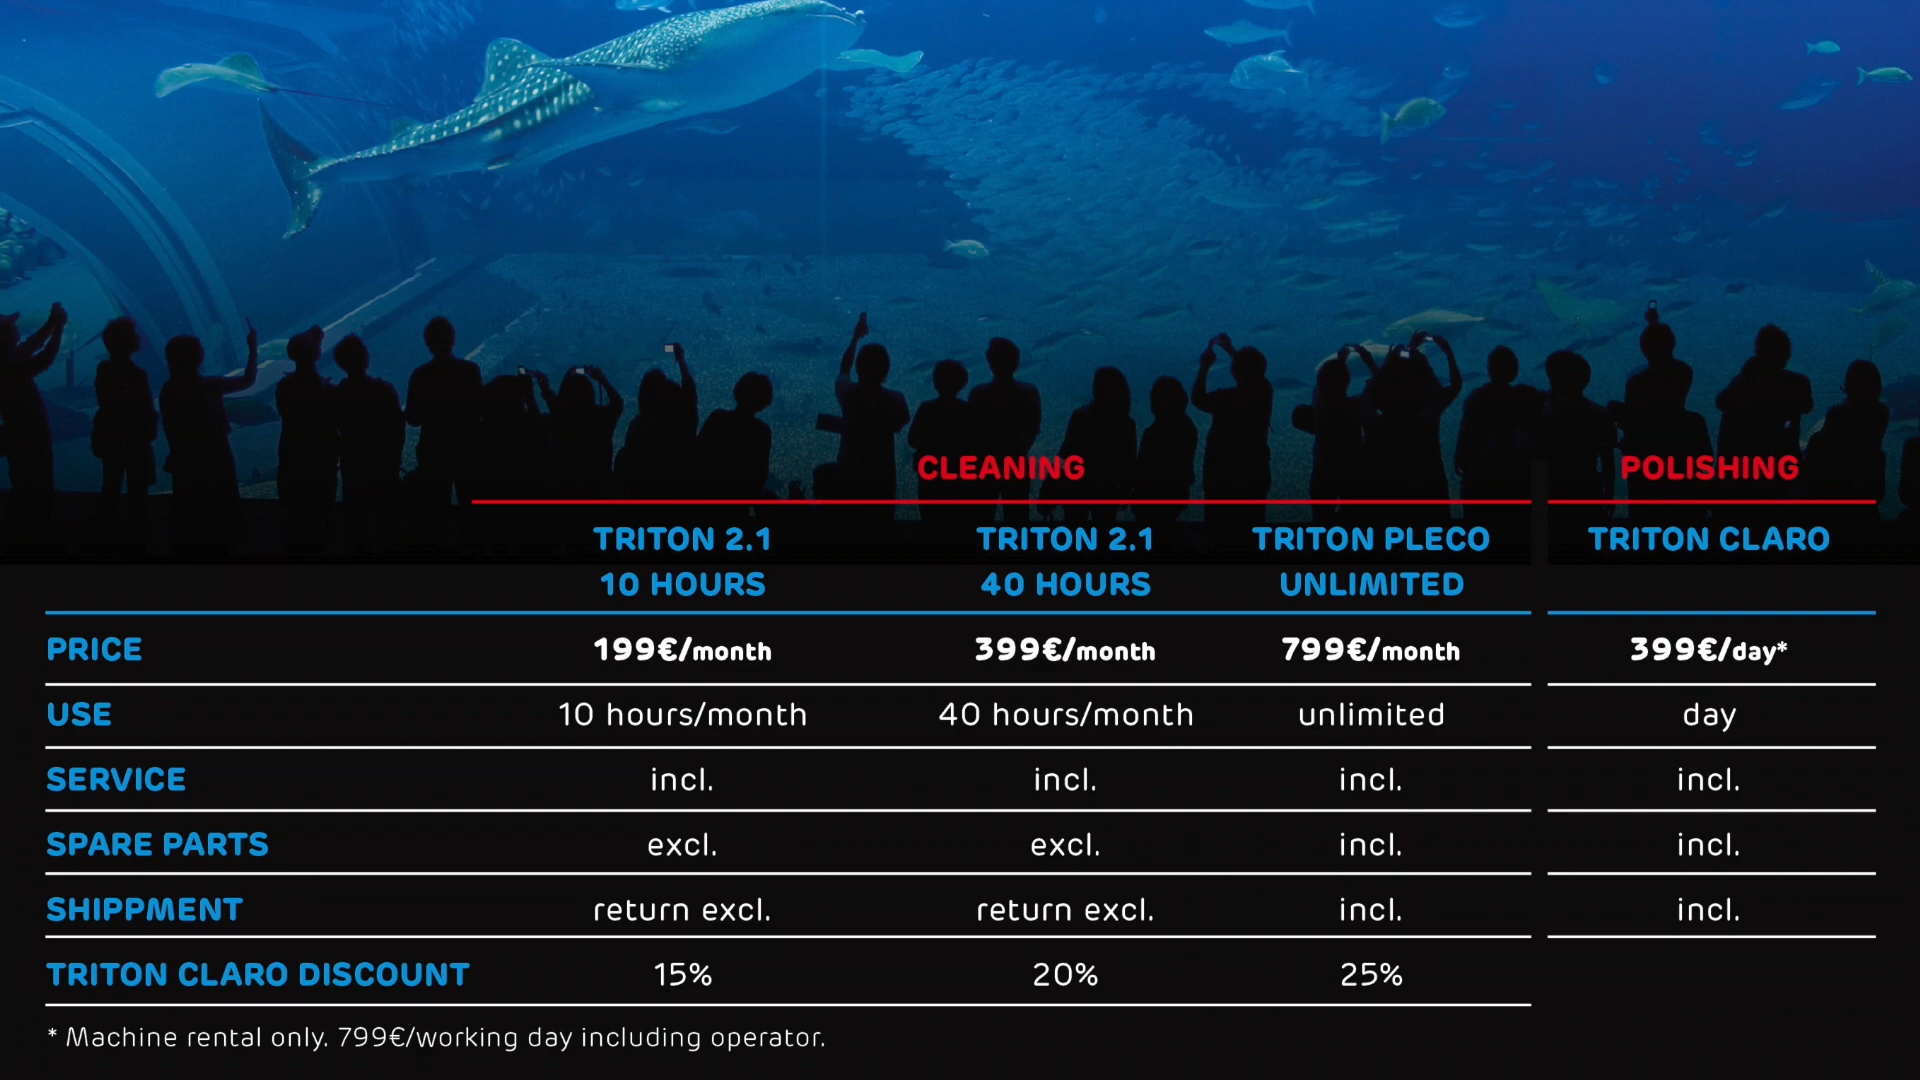 CLEANING POLISHING
TRITON 2.1 TRITON 2.1 TRITON PLECO TRITON CLARO
10 HOURS 40 HOURS UNLIMITED
PRICE 199€/month 399€/month 799€/month 399€/day*
USE 10 hours/month 40 hours/month unlimited day
SERVICE incl. incl. incl. incl.
SPARE PARTS excl. excl. incl. incl.
SHIPPMENT return excl. return excl. incl. incl.
TRITON CLARO DISCOUNT 15% 20% 25%
* Machine rental only. 799€/working day including operator.